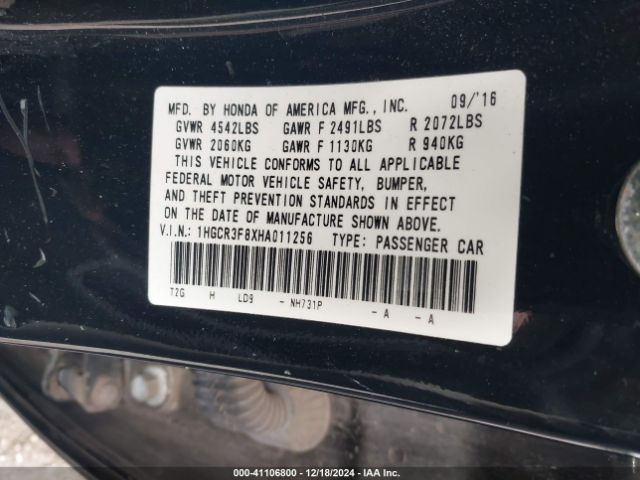 MFD. BY HONDA OF AMERICA MFG., INC. 09/'16
GVWR 4542LBS GAWR F 2491LBS R 2072LBS
GVWR 2060KG GAWR F 1130KG R 940KG
THIS VEHICLE CONFORMS TO ALL APPLICABLE
FEDERAL MOTOR VEHICLE SAFETY, BUMPER,
AND THEFT PREVENTION STANDARDS IN EFFECT
ON THE DATE OF MANUFACTURE SHOWN ABOVE.
V.I.N.: 1HGCR3F8XHA011256 TYPE: PASSENGER CAR
T2G H LD9 - NH731P - A - A
000-41106800 - 12/18/2024 - IAA Inc.